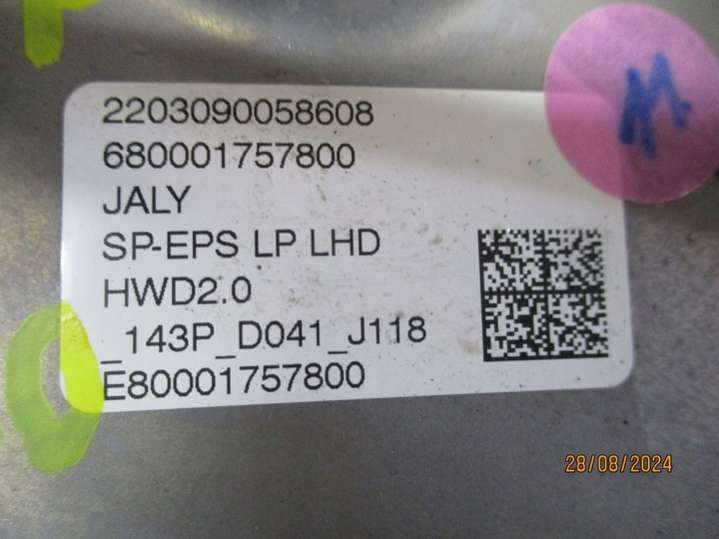 2203090058608
680001757800
JALY
SP-EPS LP LHD
HWD2.0
_143P_D041_J118
E80001757800
28/08/2024